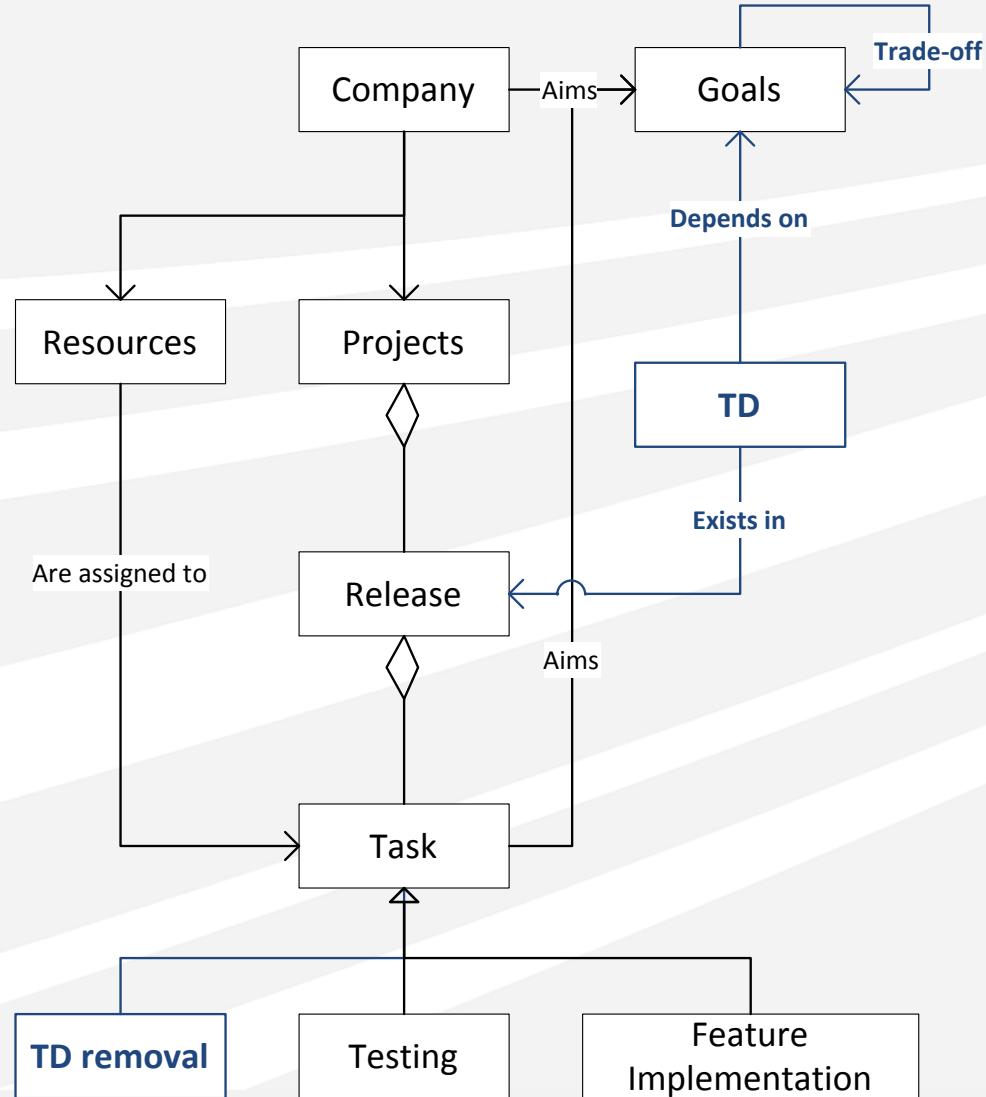 Trade-off
Company
Aims
Goals
Depends on
Resources
Projects
TD
Exists in
Are assigned to
Release
Aims
Task
TD removal
Testing
Feature
Implementation